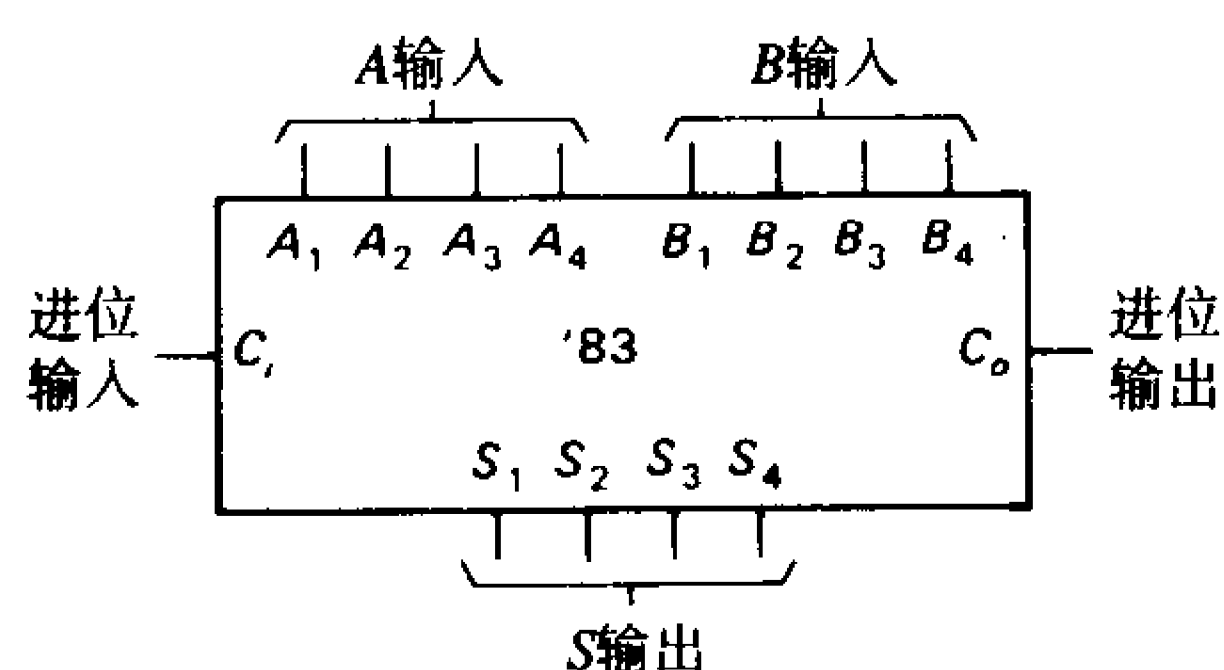 A输入 B输入
A1 A2 A3 A4 B1 B2 B3 B4
进位
输入
Ci '83 Co
进位
输出
S1 S2 S3 S4
S输出